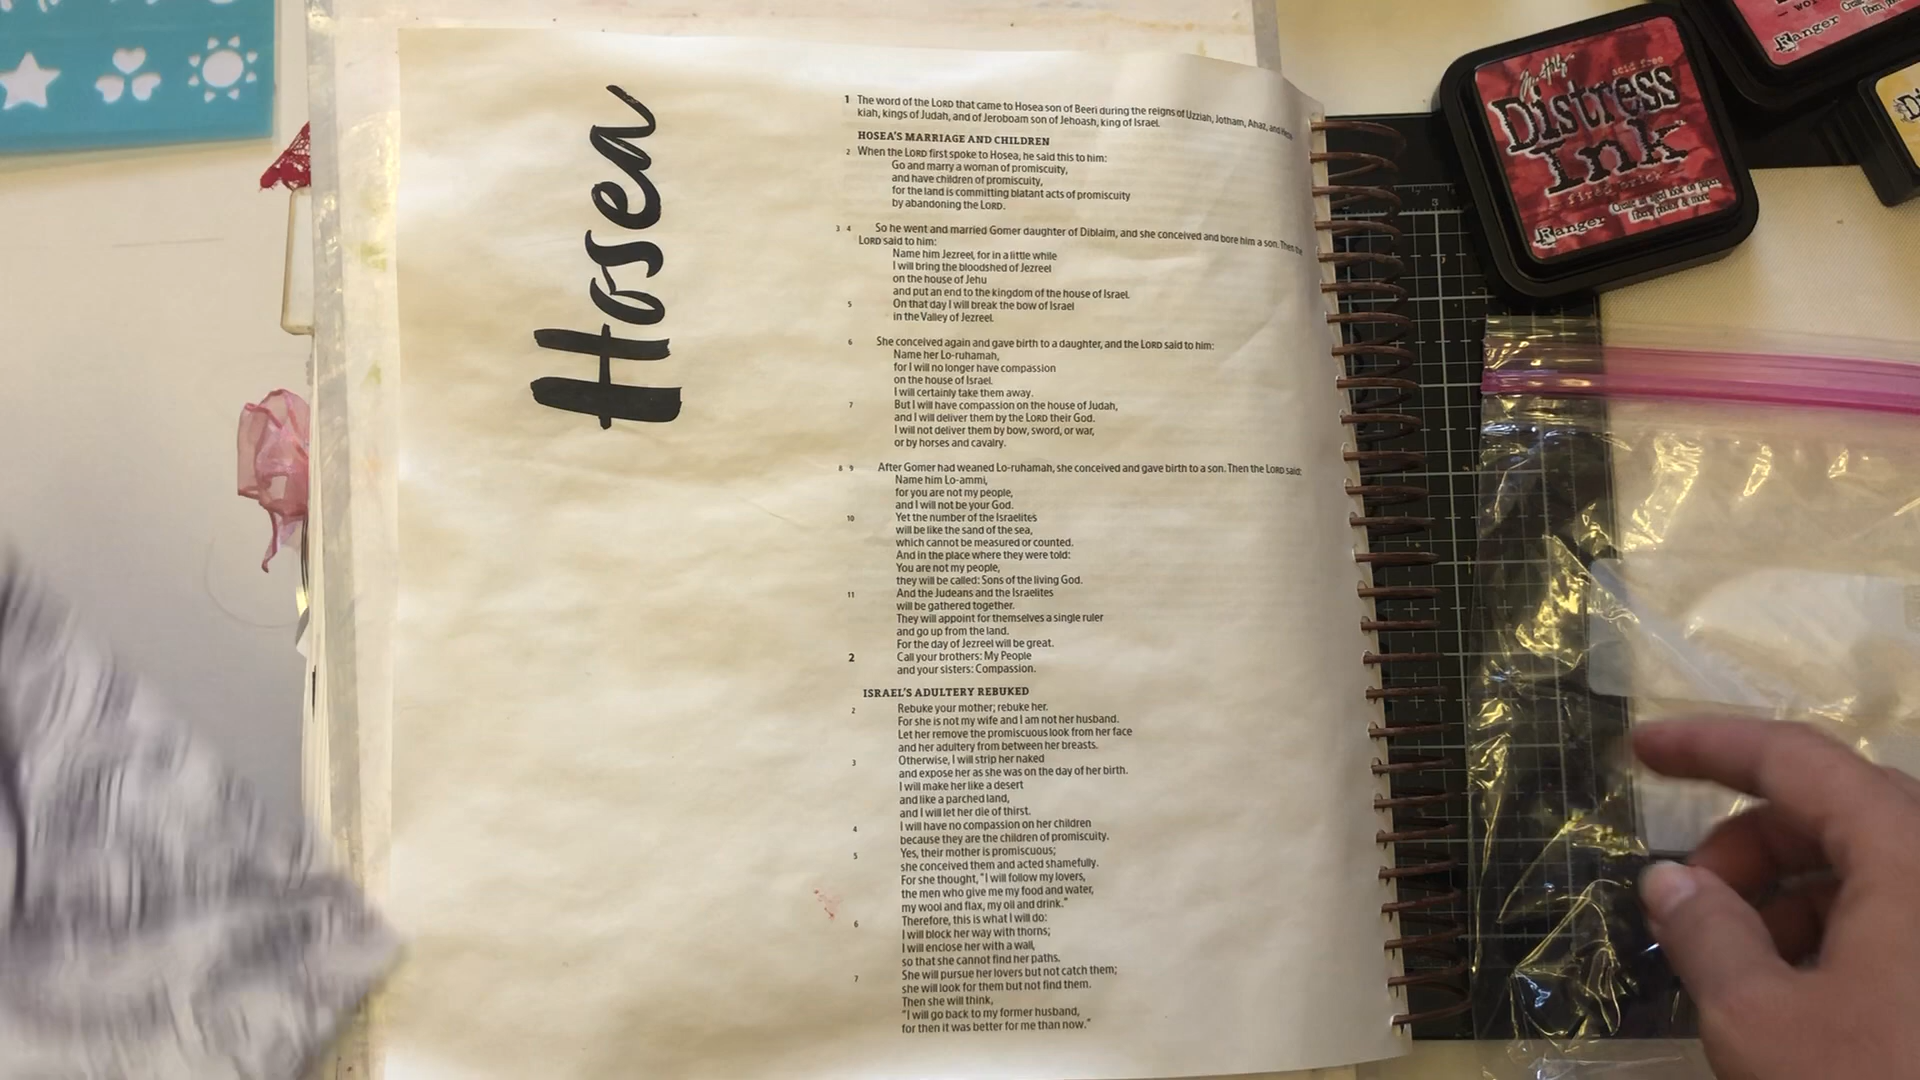 Hosea
1 The word of the LORD that came to Hosea son of Beeri during the reigns of Uzziah, Jotham, Ahaz, and Heze-
kiah, kings of Judah, and of Jeroboam son of Jehoash, king of Israel.
HOSEA'S MARRIAGE AND CHILDREN
2 When the LORD first spoke to Hosea, he said this to him:
Go and marry a woman of promiscuity,
and have children of promiscuity,
for the land is committing blatant acts of promiscuity
by abandoning the LORD.
3 4 So he went and married Gomer daughter of Diblaim, and she conceived and bore him a son. Then the
LORD said to him:
Name him Jezreel, for in a little while
I will bring the bloodshed of Jezreel
on the house of Jehu
and put an end to the kingdom of the house of Israel.
5 On that day I will break the bow of Israel
in the Valley of Jezreel.
6 She conceived again and gave birth to a daughter, and the LORD said to him:
Name her Lo-ruhamah,
for I will no longer have compassion
on the house of Israel.
I will certainly take them away.
7 But I will have compassion on the house of Judah,
and I will deliver them by the LORD their God.
I will not deliver them by bow, sword, or war,
or by horses and cavalry.
8 9 After Gomer had weaned Lo-ruhamah, she conceived and gave birth to a son. Then the LORD said:
Name him Lo-ammi,
for you are not my people,
and I will not be your God.
10 Yet the number of the Israelites
will be like the sand of the sea,
which cannot be measured or counted.
And in the place where they were told:
You are not my people,
they will be called: Sons of the living God.
11 And the Judeans and the Israelites
will be gathered together.
They will appoint for themselves a single ruler
and go up from the land.
For the day of Jezreel will be great.
2 Call your brothers: My People
and your sisters: Compassion.
ISRAEL'S ADULTERY REBUKED
2 Rebuke your mother; rebuke her.
For she is not my wife and I am not her husband.
Let her remove the promiscuous look from her face
and her adultery from between her breasts.
3 Otherwise, I will strip her naked
and expose her as she was on the day of her birth.
I will make her like a desert
and like a parched land,
and I will let her die of thirst.
4 I will have no compassion on her children
because they are the children of promiscuity.
5 Yes, their mother is promiscuous;
she conceived them and acted shamefully.
For she thought, "I will follow my lovers,
the men who give me my food and water,
my wool and flax, my oil and drink."
6 Therefore, this is what I will do:
I will block her way with thorns;
I will enclose her with a wall,
so that she cannot find her paths.
7 She will pursue her lovers but not catch them;
she will look for them but not find them.
Then she will think,
"I will go back to my former husband,
for then it was better for me than now."
acid free
Distress
Ink
fired brick
Ranger
Ranger
3